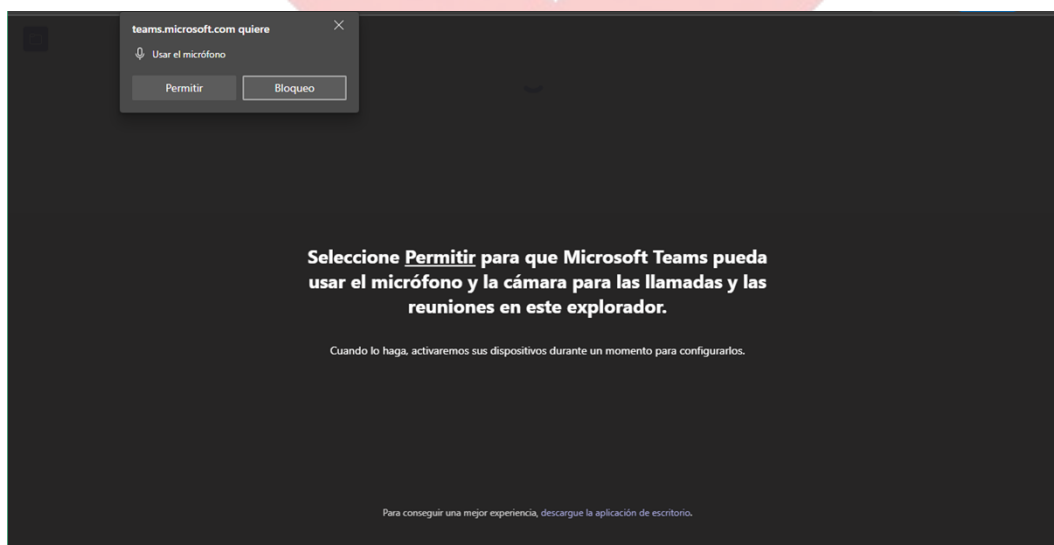 teams.microsoft.com quiere
Usar el micrófono
Permitir
Bloqueo
Seleccione Permitir para que Microsoft Teams pueda
usar el micrófono y la cámara para las llamadas y las
reuniones en este explorador.
Cuando lo haga, activaremos sus dispositivos durante un momento para configurarlos.
Para conseguir una mejor experiencia, descargue la aplicación de escritorio.